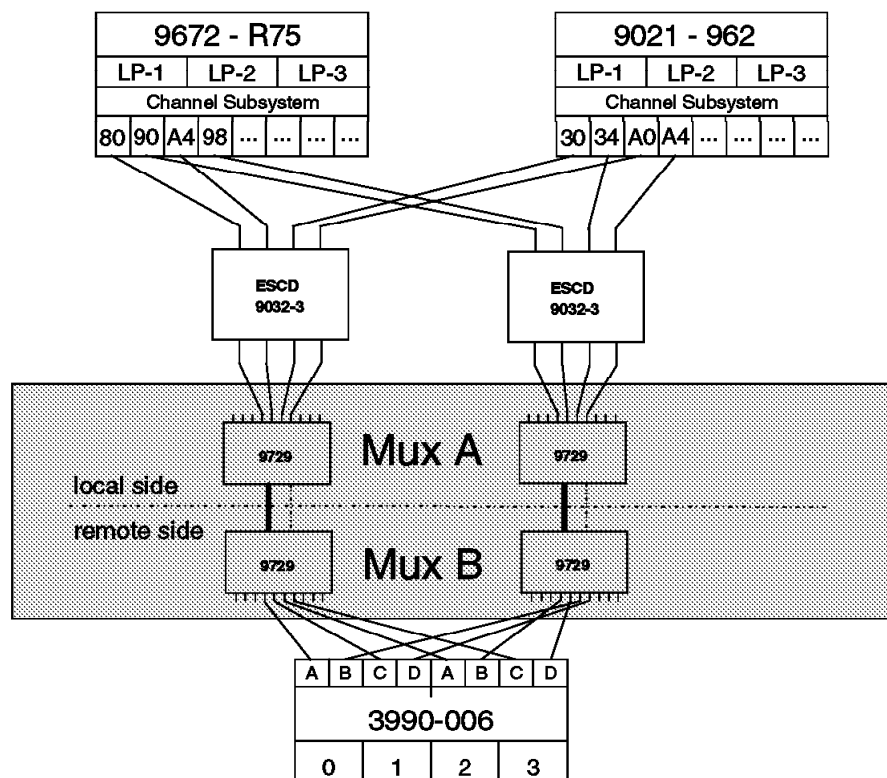 9672 - R75
9021 - 962
LP-1 LP-2 LP-3
LP-1 LP-2 LP-3
Channel Subsystem
Channel Subsystem
80 90 A4 98 ... ... ... ...
30 34 A0 A4 ... ... ... ...
ESCD
9032-3
ESCD
9032-3
9729
Mux A
9729
local side
remote side
9729
Mux B
9729
A B C D A B C D
3990-006
0 1 2 3